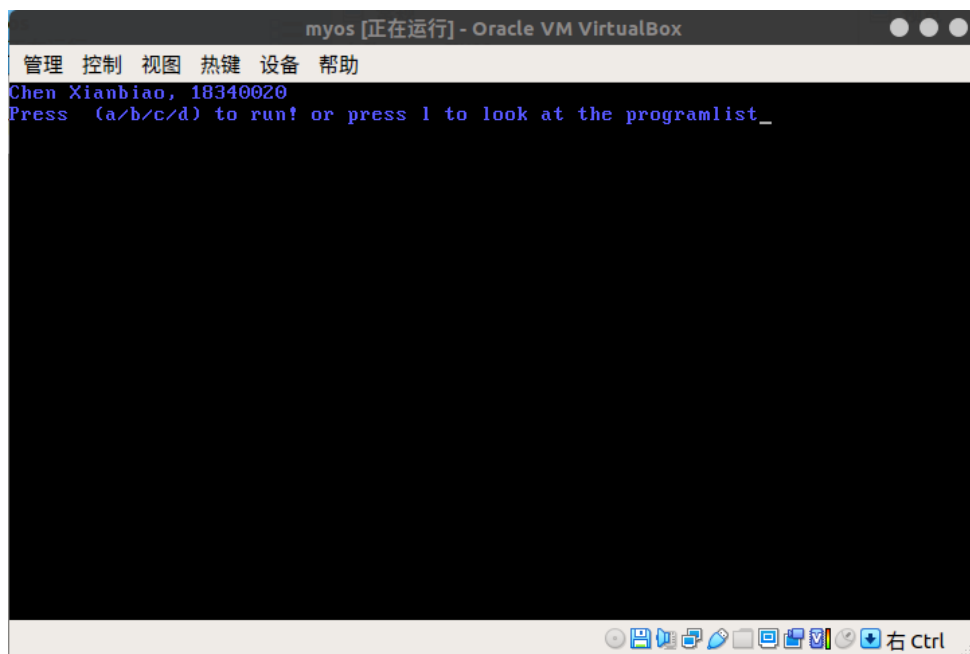 myos [正在运行] - Oracle VM VirtualBox
管理 控制 视图 热键 设备 帮助
Chen Xianbiao, 18340020
Press  (a/b/c/d) to run! or press l to look at the programlist_
右 Ctrl